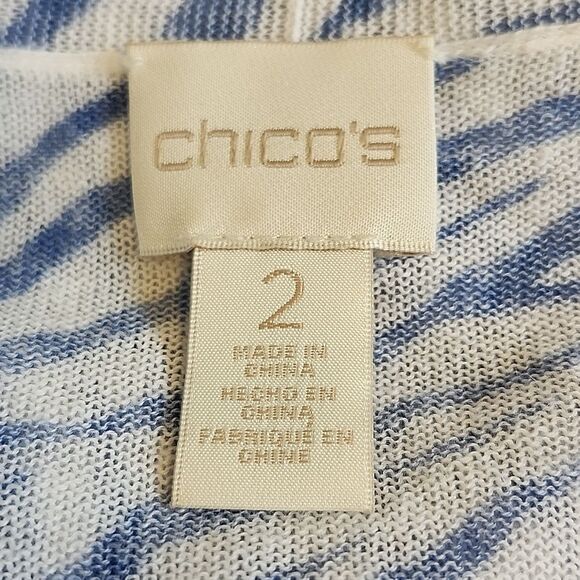 chico's
2
MADE IN
CHINA
HECHO EN
CHINA
FABRIQUÉ EN
CHINE